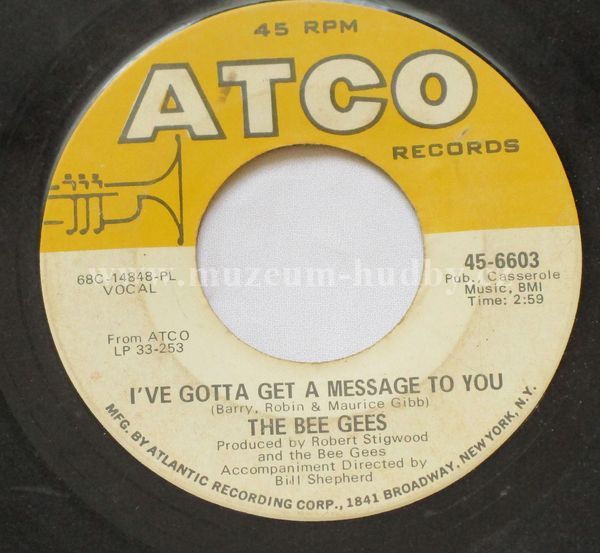 45 RPM
ATCO
RECORDS
68C-14848-PL
VOCAL
45-6603
Pub., Casserole
Music, BMI
Time: 2:59
From ATCO
LP 33-253
www.muzeum-hudby
I'VE GOTTA GET A MESSAGE TO YOU
(Barry, Robin & Maurice Gibb)
THE BEE GEES
Produced by Robert Stigwood
and the Bee Gees
Accompaniment Directed by
Bill Shepherd
MFG. BY ATLANTIC RECORDING CORP., 1841 BROADWAY, NEW YORK, N.Y.